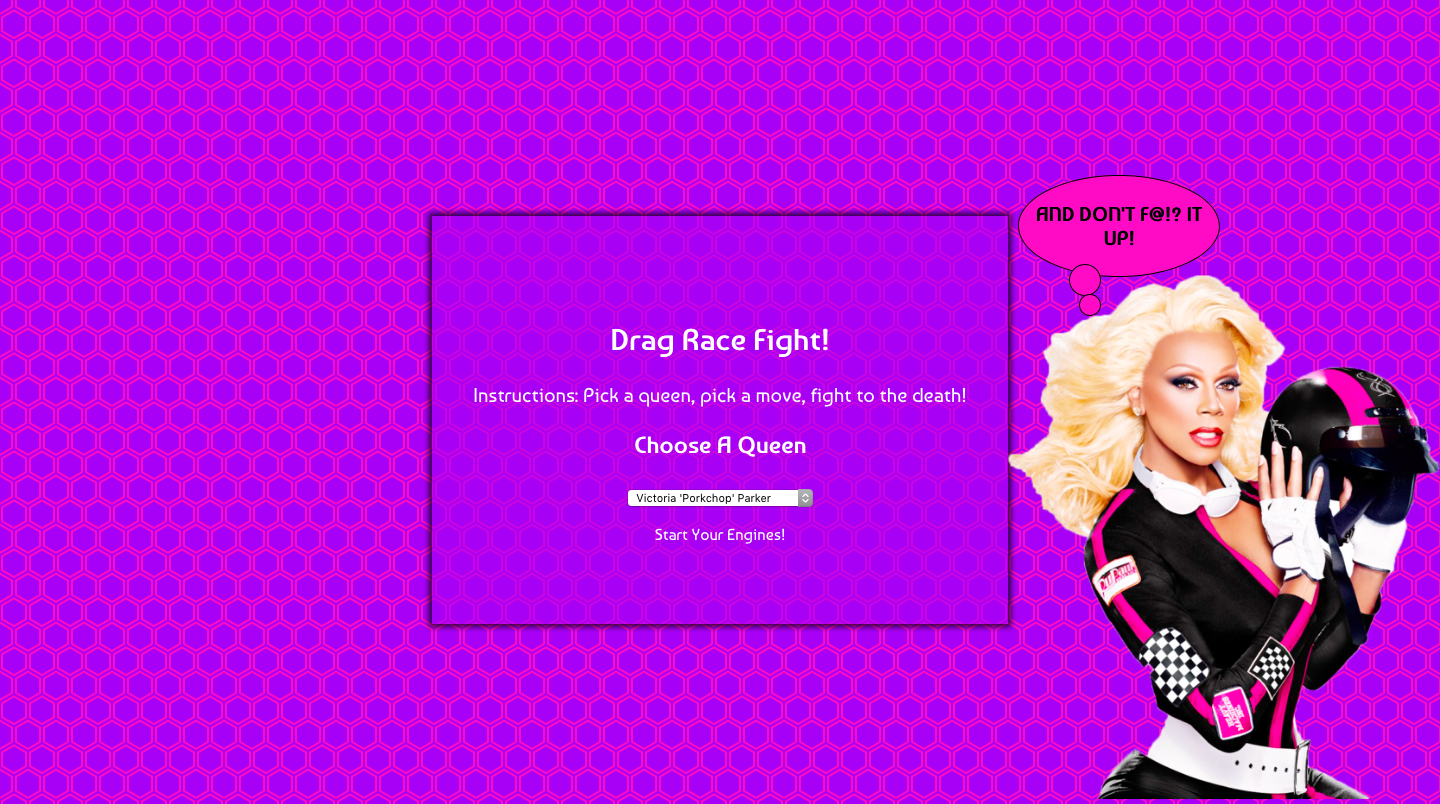 AND DON'T F@!? IT
UP!
Drag Race Fight!
Instructions: Pick a queen, pick a move, fight to the death!
Choose A Queen
Victoria 'Porkchop' Parker
Start Your Engines!
RuPaul